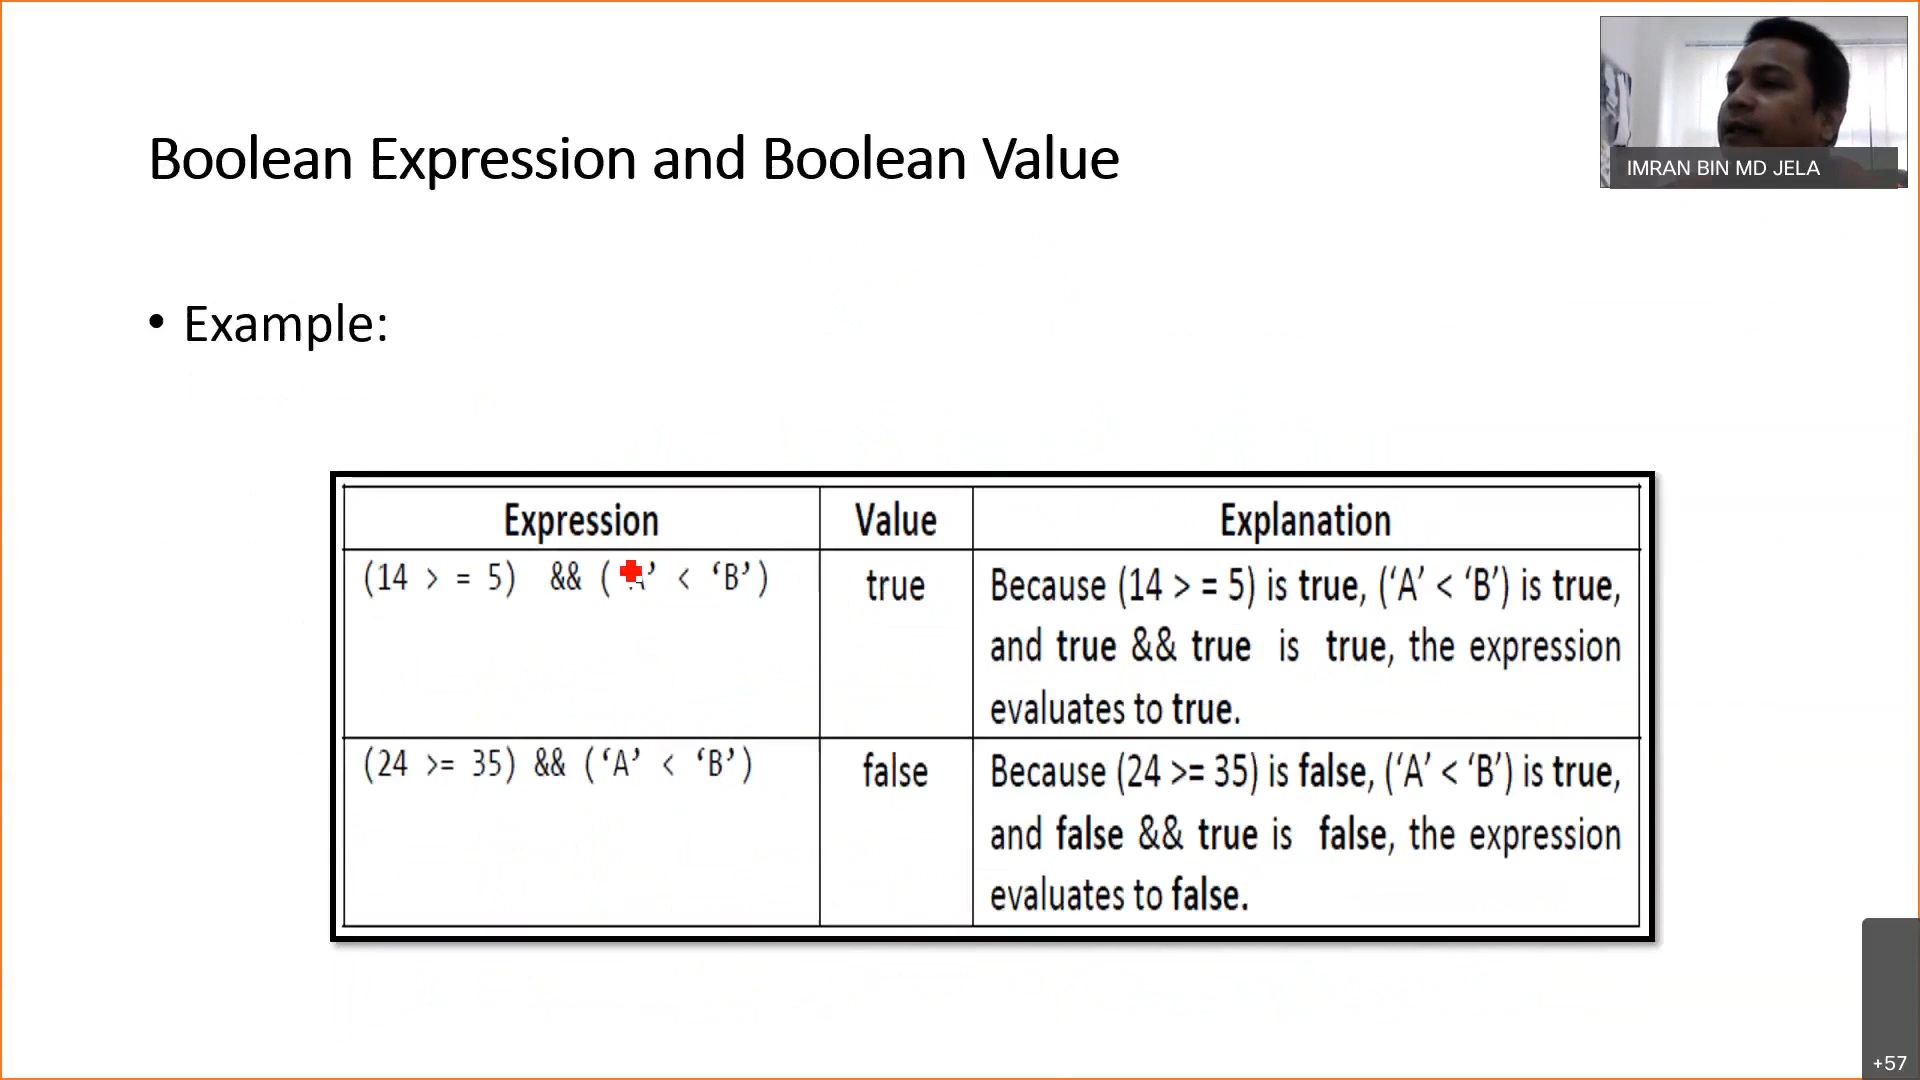 IMRAN BIN MD JELA
Boolean Expression and Boolean Value
• Example:
Expression
Value
Explanation
(14 > = 5) && (‘A’ < ‘B’)
true
Because (14 > = 5) is true, (‘A’ < ‘B’) is true,
and true && true is true, the expression
evaluates to true.
(24 >= 35) && (‘A’ < ‘B’)
false
Because (24 >= 35) is false, (‘A’ < ‘B’) is true,
and false && true is false, the expression
evaluates to false.
+57